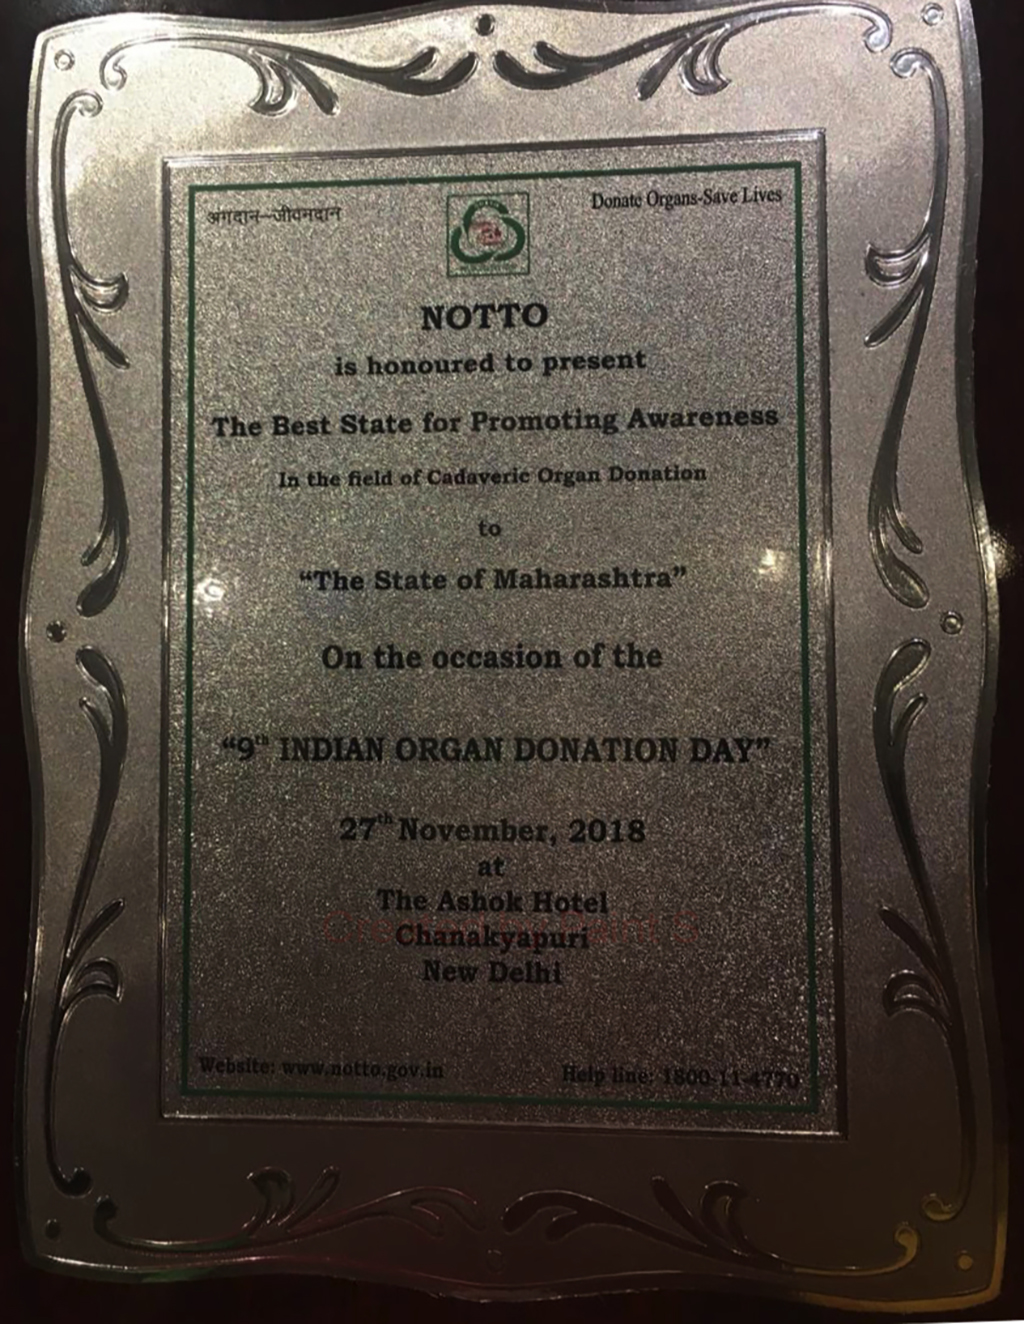 अंगदान–जीवनदान
Donate Organs-Save Lives
NOTTO
is honoured to present
The Best State for Promoting Awareness
In the field of Cadaveric Organ Donation
to
“The State of Maharashtra”
On the occasion of the
“9th INDIAN ORGAN DONATION DAY”
27th November, 2018
at
The Ashok Hotel
Chanakyapuri
New Delhi
Website: www.notto.gov.in
Help line: 1800-11-4770